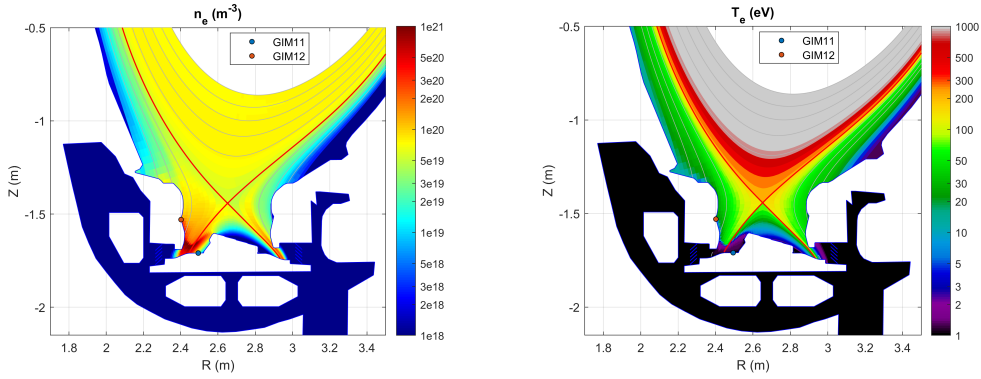 n_e (m^-3)
-0.5
-1
-1.5
-2
Z (m)
1.8 2 2.2 2.4 2.6 2.8 3 3.2 3.4
R (m)
GIM11
GIM12
1e21
5e20
2e20
1e20
5e19
3e19
2e19
1e19
5e18
3e18
2e18
1e18
T_e (eV)
-0.5
-1
-1.5
-2
Z (m)
1.8 2 2.2 2.4 2.6 2.8 3 3.2 3.4
R (m)
GIM11
GIM12
1000
500
300
200
100
50
30
20
10
5
3
2
1